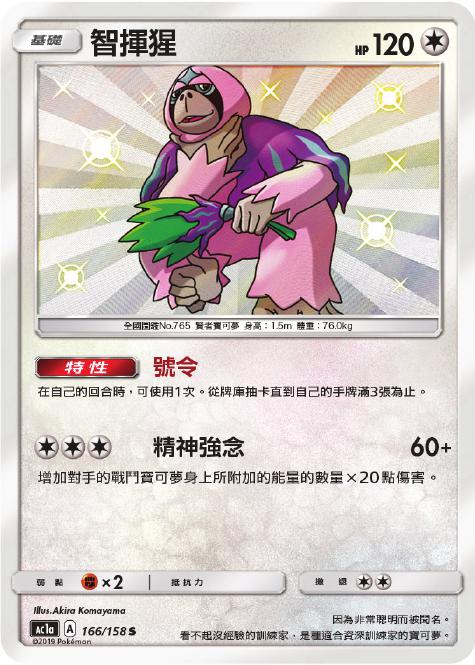 基礎 智揮猩 HP 120
全國圖鑑No.765 賢者寶可夢 身高：1.5m 體重：76.0kg
特性 號令
在自己的回合時，可使用1次。從牌庫抽卡直到自己的手牌滿3張為止。
精神強念 60+
增加對手的戰鬥寶可夢身上所附加的能量的數量×20點傷害。
弱點 ×2 抵抗力 撤退
Illus.Akira Komayama
AC1a A 166/158 S
©2019 Pokémon
因為非常聰明而被聞名。
看不起沒經驗的訓練家，是種適合資深訓練家的寶可夢。